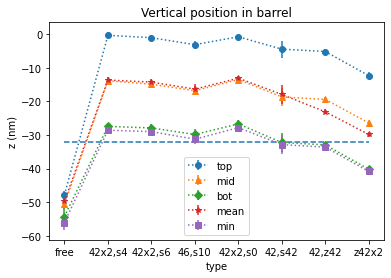 Vertical position in barrel
z (nm)
0
−10
−20
−30
−40
−50
−60
top
mid
bot
mean
min
free 42x2,s4 42x2,s6 46,s10 42x2,s0 42,s42 42,z42 z42x2
type